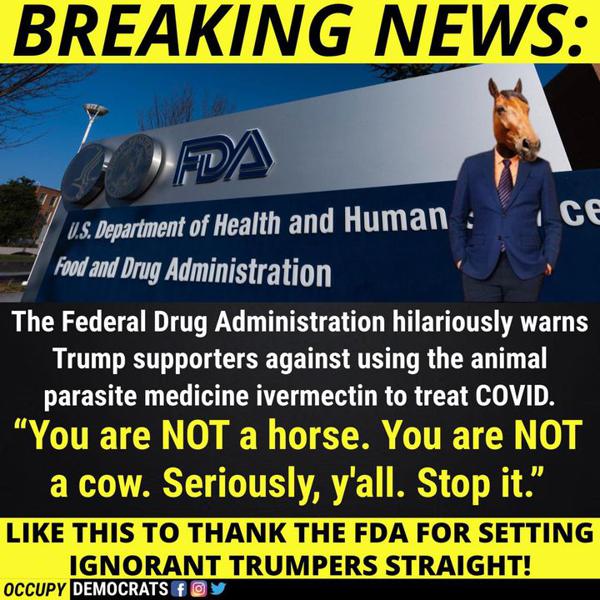 BREAKING NEWS:
FDA
U.S. Department of Health and Human
ce
Food and Drug Administration
The Federal Drug Administration hilariously warns
Trump supporters against using the animal
parasite medicine ivermectin to treat COVID.
“You are NOT a horse. You are NOT
a cow. Seriously, y'all. Stop it.”
LIKE THIS TO THANK THE FDA FOR SETTING
IGNORANT TRUMPERS STRAIGHT!
OCCUPY DEMOCRATS